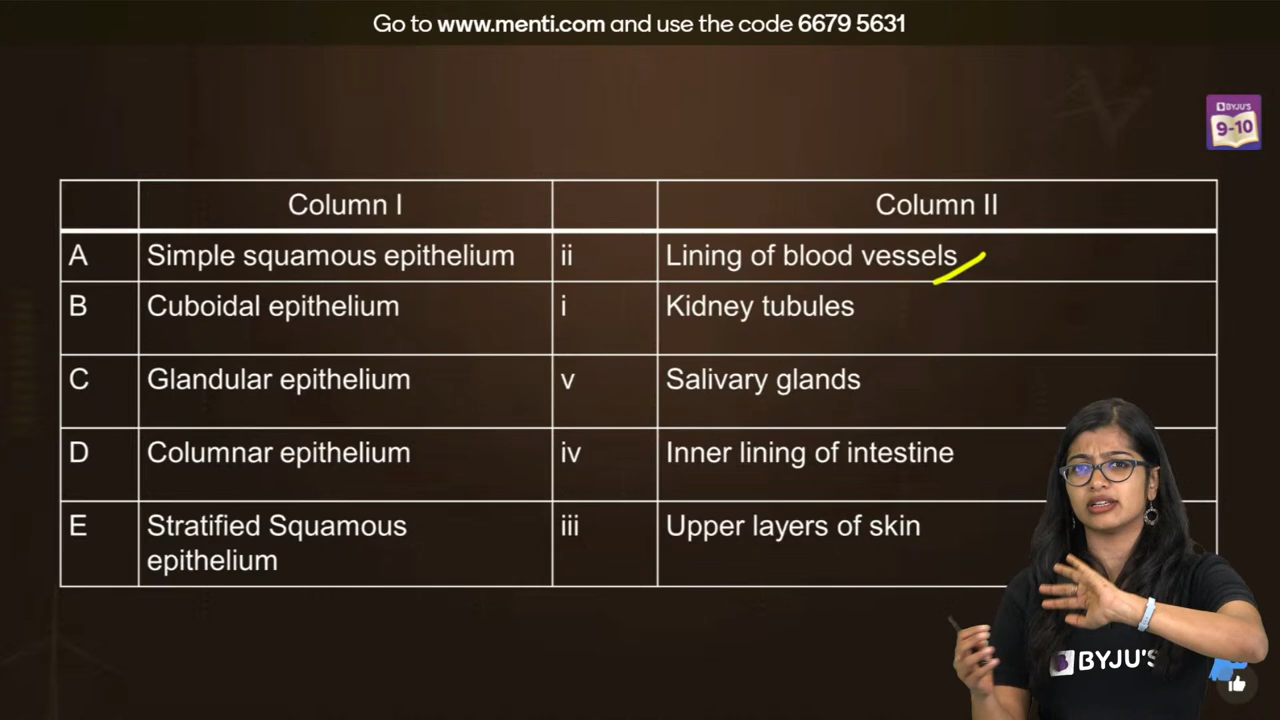 Go to www.menti.com and use the code 6679 5631
BYJU'S
9-10
Column I Column II
A Simple squamous epithelium ii Lining of blood vessels
B Cuboidal epithelium i Kidney tubules
C Glandular epithelium v Salivary glands
D Columnar epithelium iv Inner lining of intestine
E Stratified Squamous iii Upper layers of skin
epithelium
BYJU'S